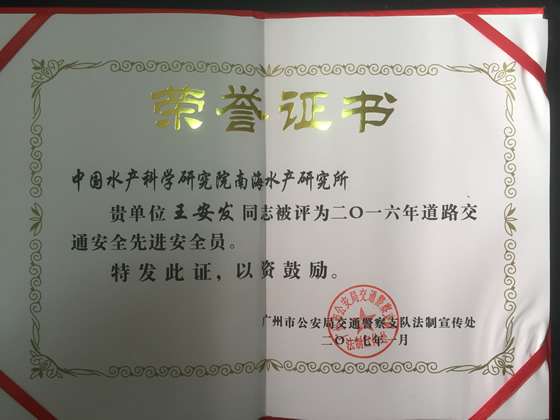 荣誉证书
中国水产科学研究院南海水产研究所
贵单位王安发同志被评为二〇一六年道路交
通安全先进安全员。
特发此证，以资鼓励。
广州市公安局交通警察支队法制宣传处
二〇一七年一月